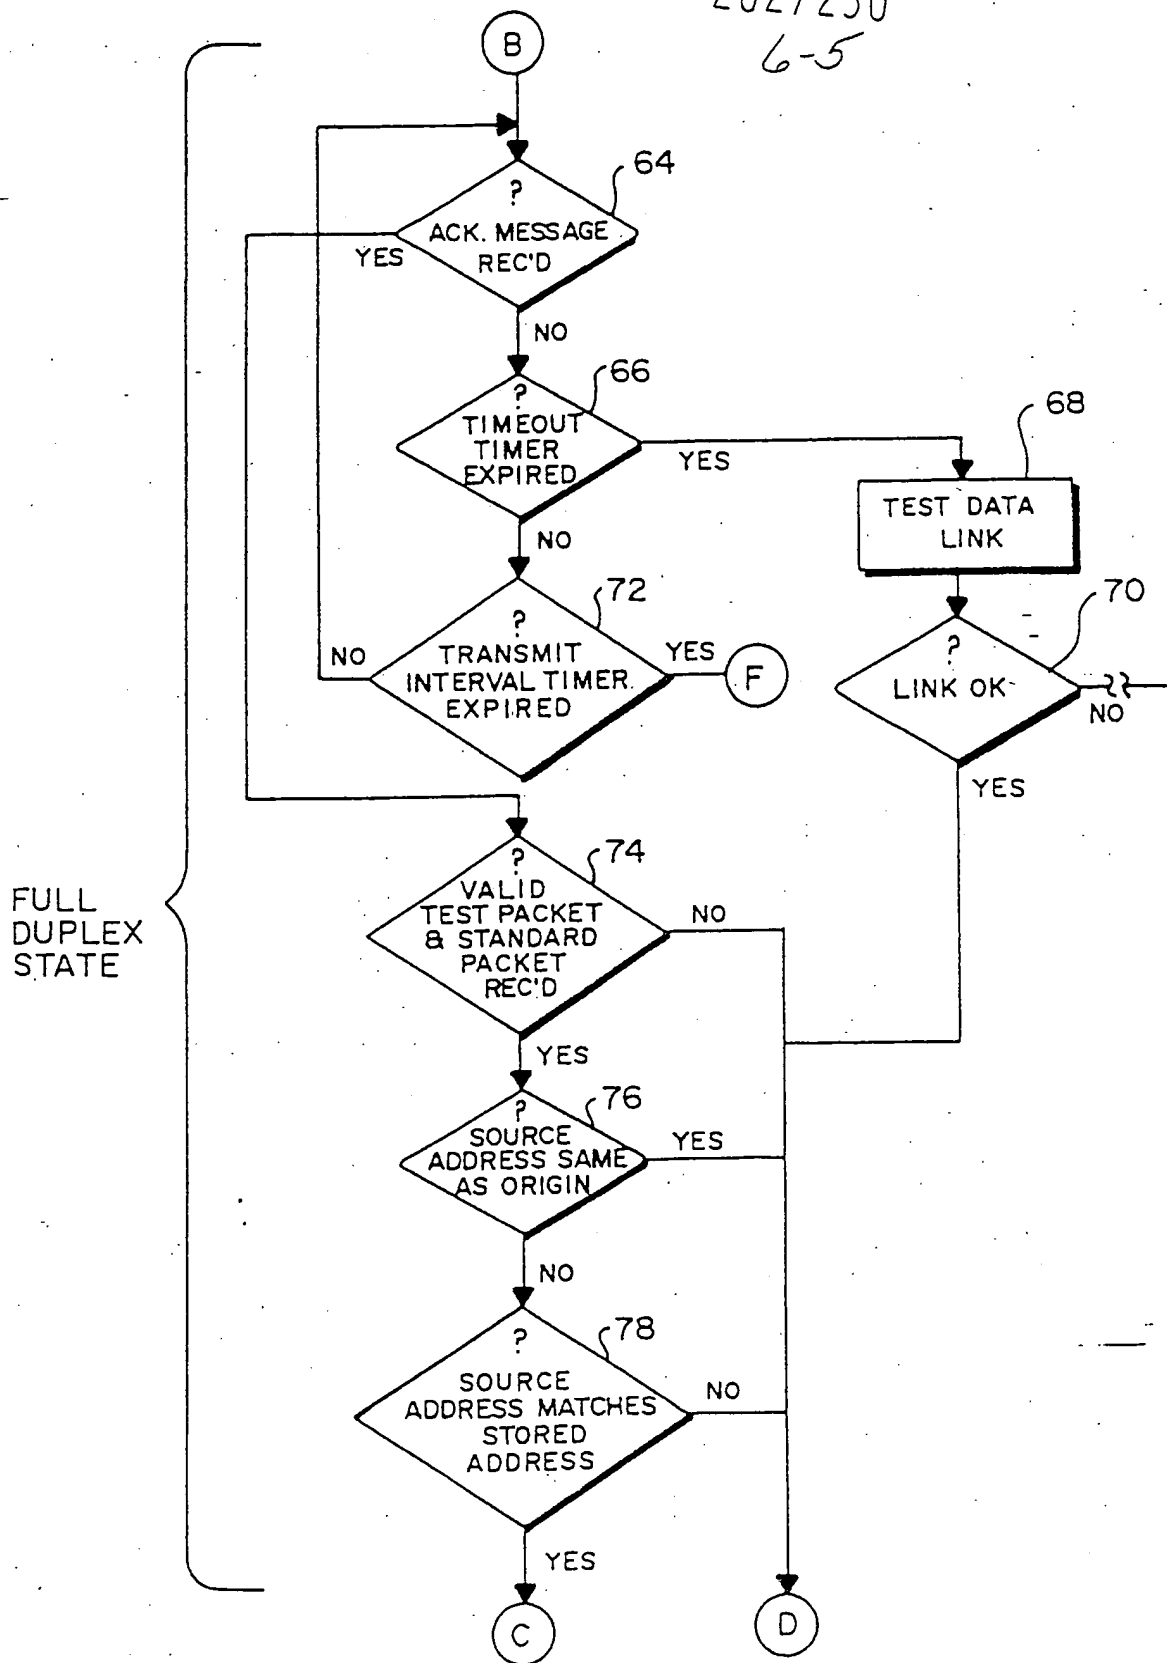 2027250
6-5
B
64
?
ACK. MESSAGE
REC'D
YES
NO
66
?
TIMEOUT
TIMER
EXPIRED
YES
NO
68
TEST DATA
LINK
70
?
LINK OK
NO
YES
72
?
TRANSMIT
INTERVAL TIMER
EXPIRED
NO
YES
F
FULL
DUPLEX
STATE
74
?
VALID
TEST PACKET
& STANDARD
PACKET
REC'D
NO
YES
76
?
SOURCE
ADDRESS SAME
AS ORIGIN
YES
NO
78
?
SOURCE
ADDRESS MATCHES
STORED
ADDRESS
NO
YES
C
D